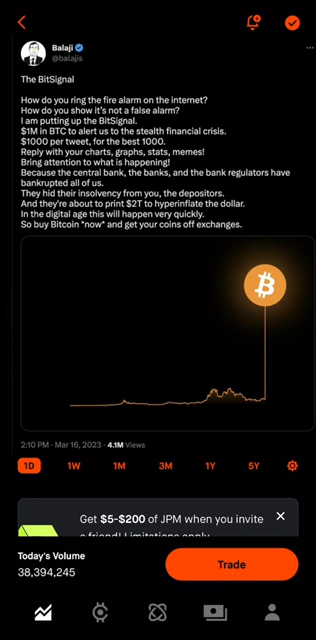 Balaji
@balajis
The BitSignal
How do you ring the fire alarm on the internet?
How do you show it's not a false alarm?
I am putting up the BitSignal.
$1M in BTC to alert us to the stealth financial crisis.
$1000 per tweet, for the best 1000.
Reply with your charts, graphs, stats, memes!
Bring attention to what is happening!
Because the central bank, the banks, and the bank regulators have
bankrupted all of us.
They hid their insolvency from you, the depositors.
And they're about to print $2T to hyperinflate the dollar.
In the digital age this will happen very quickly.
So buy Bitcoin *now* and get your coins off exchanges.
2:10 PM · Mar 16, 2023 · 4.1M Views
1D 1W 1M 3M 1Y 5Y
Get $5-$200 of JPM when you invite
a friend! Limitations apply
Today's Volume
38,394,245
Trade